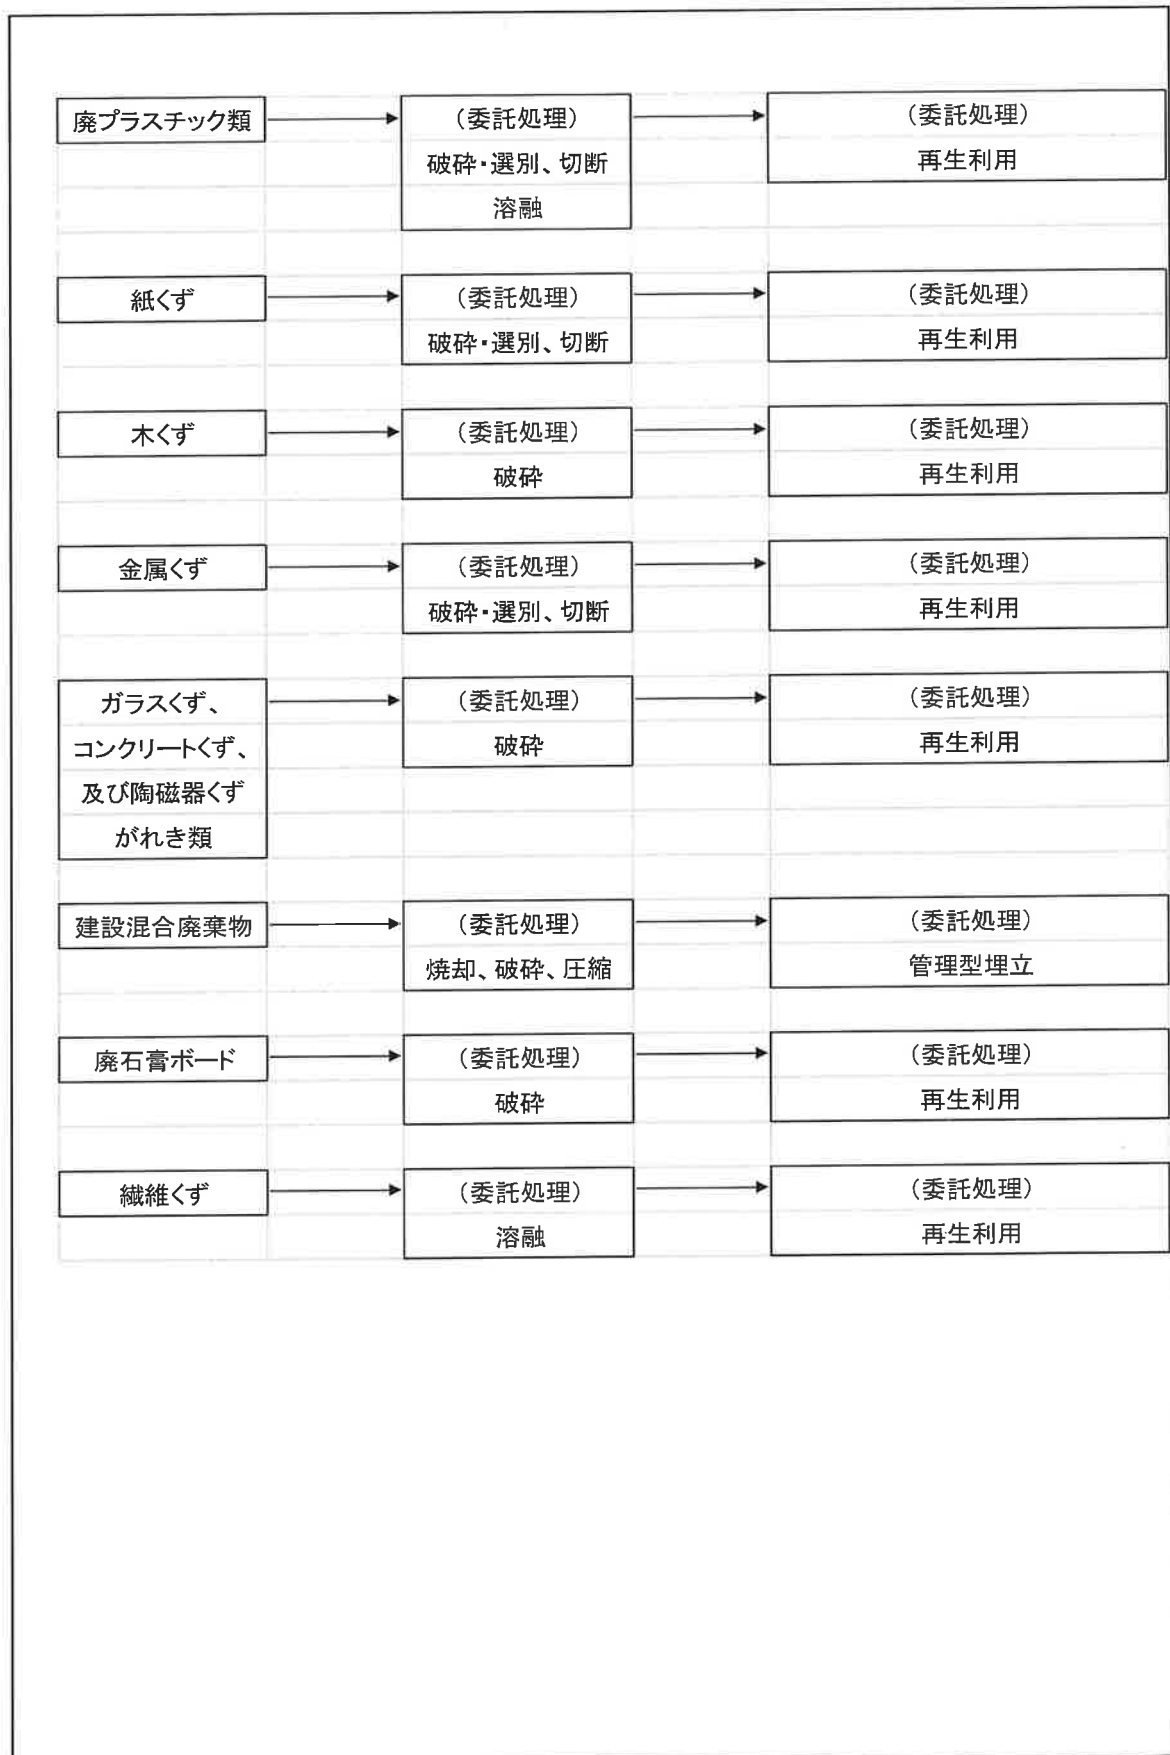 廃プラスチック類
(委託処理)
破砕・選別、切断
溶融
(委託処理)
再生利用
紙くず
(委託処理)
破砕・選別、切断
(委託処理)
再生利用
木くず
(委託処理)
破砕
(委託処理)
再生利用
金属くず
(委託処理)
破砕・選別、切断
(委託処理)
再生利用
ガラスくず、
コンクリートくず、
及び陶磁器くず
がれき類
(委託処理)
破砕
(委託処理)
再生利用
建設混合廃棄物
(委託処理)
焼却、破砕、圧縮
(委託処理)
管理型埋立
廃石膏ボード
(委託処理)
破砕
(委託処理)
再生利用
繊維くず
(委託処理)
溶融
(委託処理)
再生利用